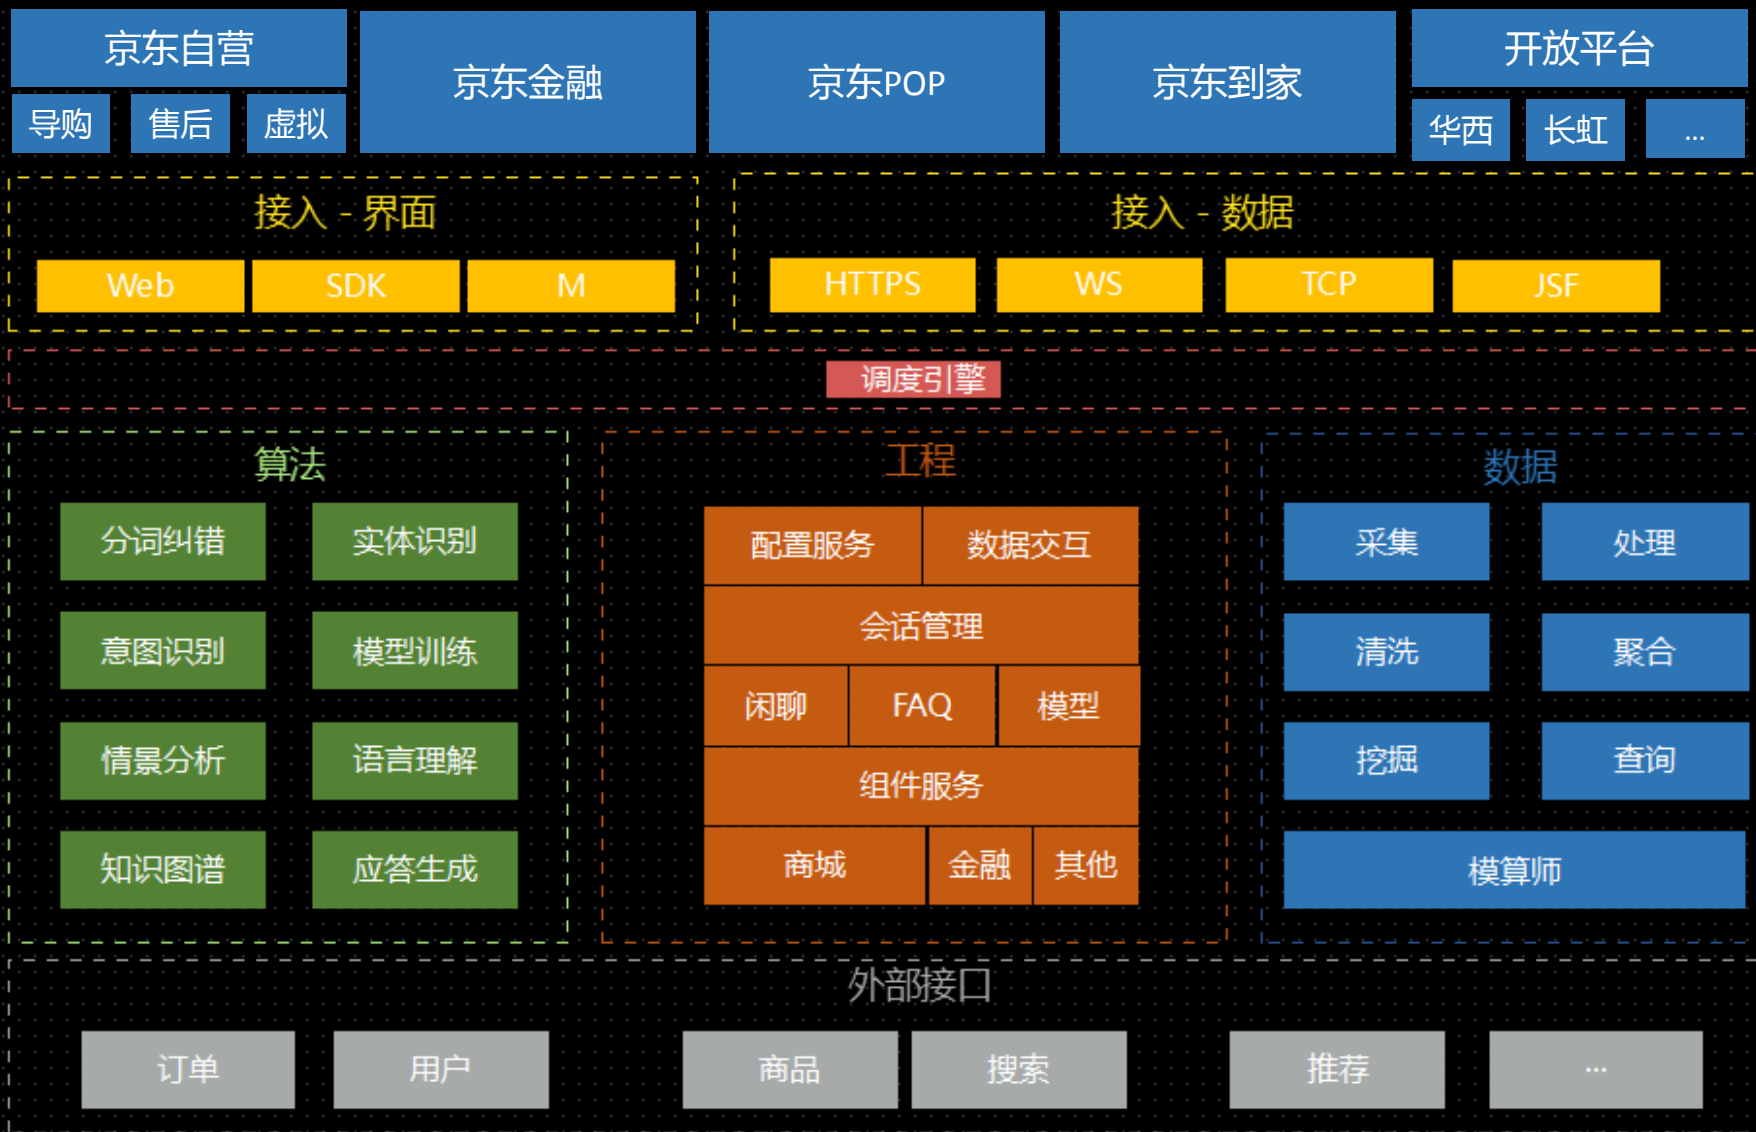 京东自营
京东金融
京东POP
京东到家
开放平台
导购
售后
虚拟
华西
长虹
...
接入 - 界面
接入 - 数据
Web
SDK
M
HTTPS
WS
TCP
JSF
调度引擎
算法
分词纠错
实体识别
意图识别
模型训练
情景分析
语言理解
知识图谱
应答生成
工程
配置服务
数据交互
会话管理
闲聊
FAQ
模型
组件服务
商城
金融
其他
数据
采集
处理
清洗
聚合
挖掘
查询
模算师
外部接口
订单
用户
商品
搜索
推荐
...